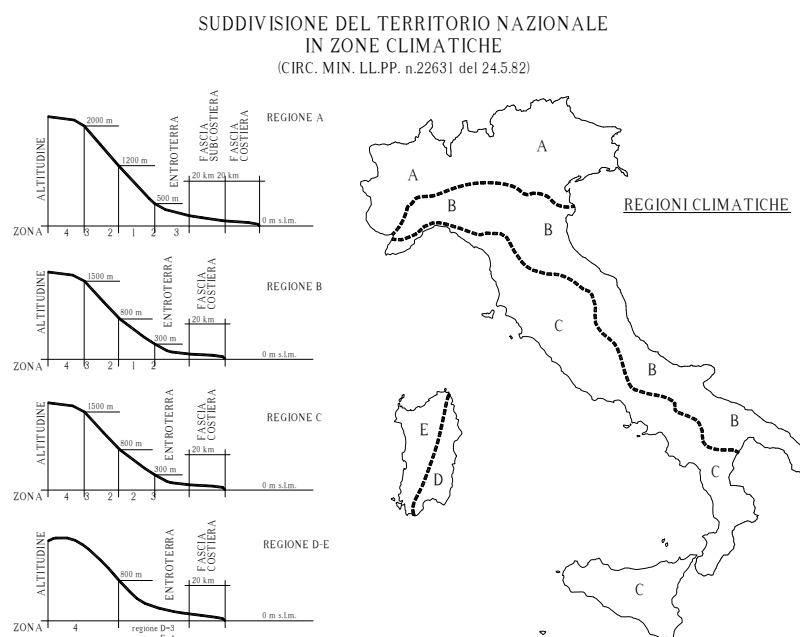 SUDDIVISIONE DEL TERRITORIO NAZIONALE
IN ZONE CLIMATICHE
(CIRC. MIN. LL.PP. n.22631 del 24.5.82)
REGIONE A
ALTITUDINE
2000 m
1200 m
500 m
ENTROTERRA
FASCIA
SUBCOSTIERA
FASCIA
COSTIERA
20 km 20 km
0 m s.l.m.
ZONA 4 3 2 1 2 3
REGIONE B
ALTITUDINE
1500 m
800 m
300 m
ENTROTERRA
FASCIA
COSTIERA
20 km
0 m s.l.m.
ZONA 4 3 2 1 2
REGIONE C
ALTITUDINE
1500 m
800 m
300 m
ENTROTERRA
FASCIA
COSTIERA
20 km
0 m s.l.m.
ZONA 4 3 2 2 3
REGIONE D-E
ALTITUDINE
800 m
ENTROTERRA
FASCIA
COSTIERA
20 km
0 m s.l.m.
ZONA 4 regione D=3
REGIONI CLIMATICHE
A
A
B
B
C
B
B
E
D
C
C